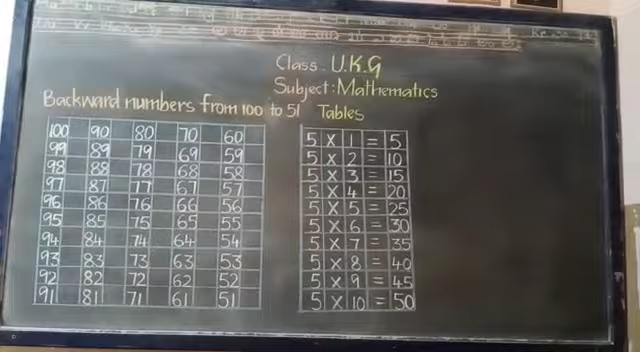 Class - U.K.G
Subject: Mathematics
Backward numbers from 100 to 51
100 90 80 70 60
99 89 79 69 59
98 88 78 68 58
97 87 77 67 57
96 86 76 66 56
95 85 75 65 55
94 84 74 64 54
93 83 73 63 53
92 82 72 62 52
91 81 71 61 51
Tables
5 × 1 = 5
5 × 2 = 10
5 × 3 = 15
5 × 4 = 20
5 × 5 = 25
5 × 6 = 30
5 × 7 = 35
5 × 8 = 40
5 × 9 = 45
5 × 10 = 50